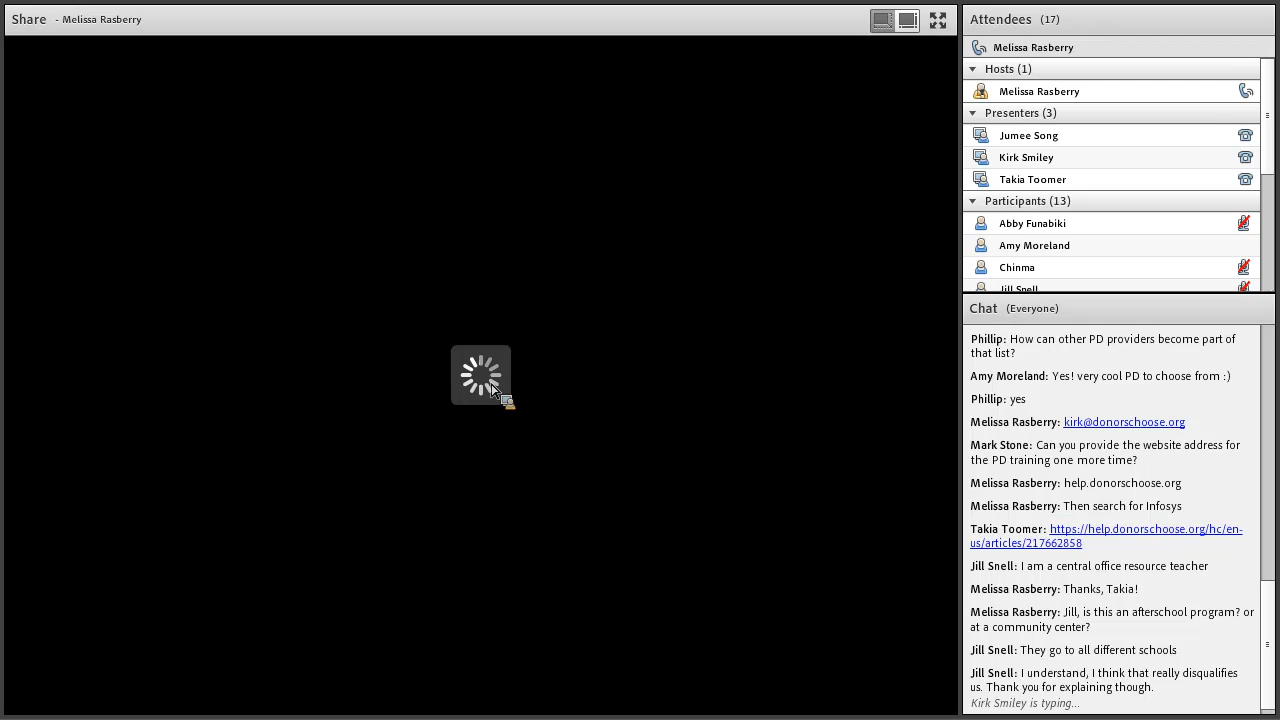 Share - Melissa Rasberry
Attendees (17)
Melissa Rasberry
Hosts (1)
Melissa Rasberry
Presenters (3)
Jumee Song
Kirk Smiley
Takia Toomer
Participants (13)
Abby Funabiki
Amy Moreland
Chinma
Jill Snell
Chat (Everyone)
Phillip: How can other PD providers become part of
that list?
Amy Moreland: Yes! very cool PD to choose from :)
Phillip: yes
Melissa Rasberry: kirk@donorschoose.org
Mark Stone: Can you provide the website address for
the PD training one more time?
Melissa Rasberry: help.donorschoose.org
Melissa Rasberry: Then search for Infosys
Takia Toomer: https://help.donorschoose.org/hc/en-
us/articles/217662858
Jill Snell: I am a central office resource teacher
Melissa Rasberry: Thanks, Takia!
Melissa Rasberry: Jill, is this an afterschool program? or
at a community center?
Jill Snell: They go to all different schools
Jill Snell: I understand, I think that really disqualifies
us. Thank you for explaining though.
Kirk Smiley is typing...